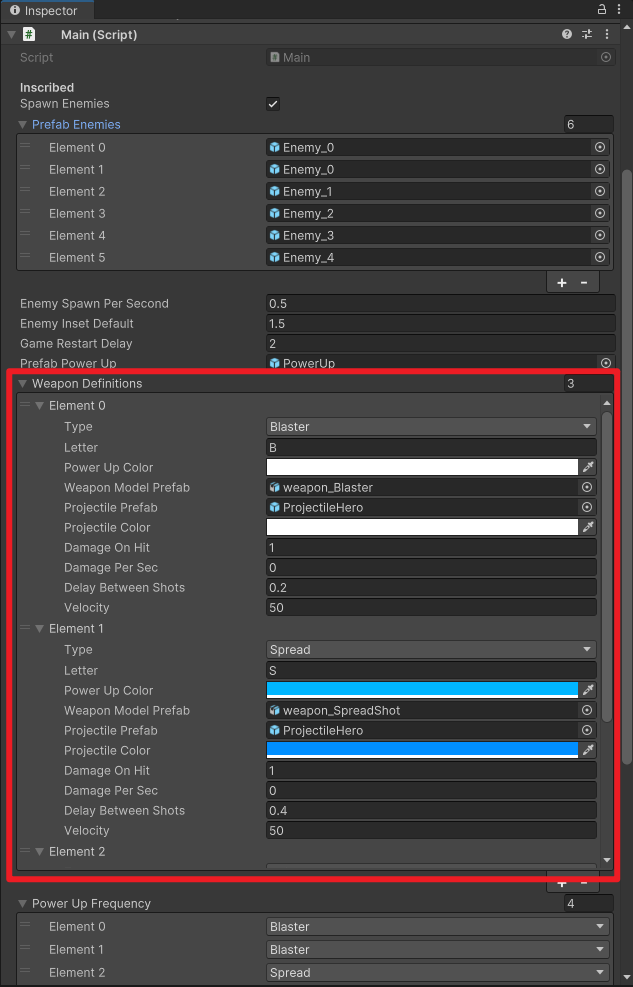 Inspector
# Main (Script)
Script # Main
Inscribed
Spawn Enemies
Prefab Enemies 6
Element 0 Enemy_0
Element 1 Enemy_0
Element 2 Enemy_1
Element 3 Enemy_2
Element 4 Enemy_3
Element 5 Enemy_4
+ -
Enemy Spawn Per Second 0.5
Enemy Inset Default 1.5
Game Restart Delay 2
Prefab Power Up PowerUp
Weapon Definitions 3
Element 0
Type Blaster
Letter B
Power Up Color
Weapon Model Prefab weapon_Blaster
Projectile Prefab ProjectileHero
Projectile Color
Damage On Hit 1
Damage Per Sec 0
Delay Between Shots 0.2
Velocity 50
Element 1
Type Spread
Letter S
Power Up Color
Weapon Model Prefab weapon_SpreadShot
Projectile Prefab ProjectileHero
Projectile Color
Damage On Hit 1
Damage Per Sec 0
Delay Between Shots 0.4
Velocity 50
Element 2
+ -
Power Up Frequency 4
Element 0 Blaster
Element 1 Blaster
Element 2 Spread